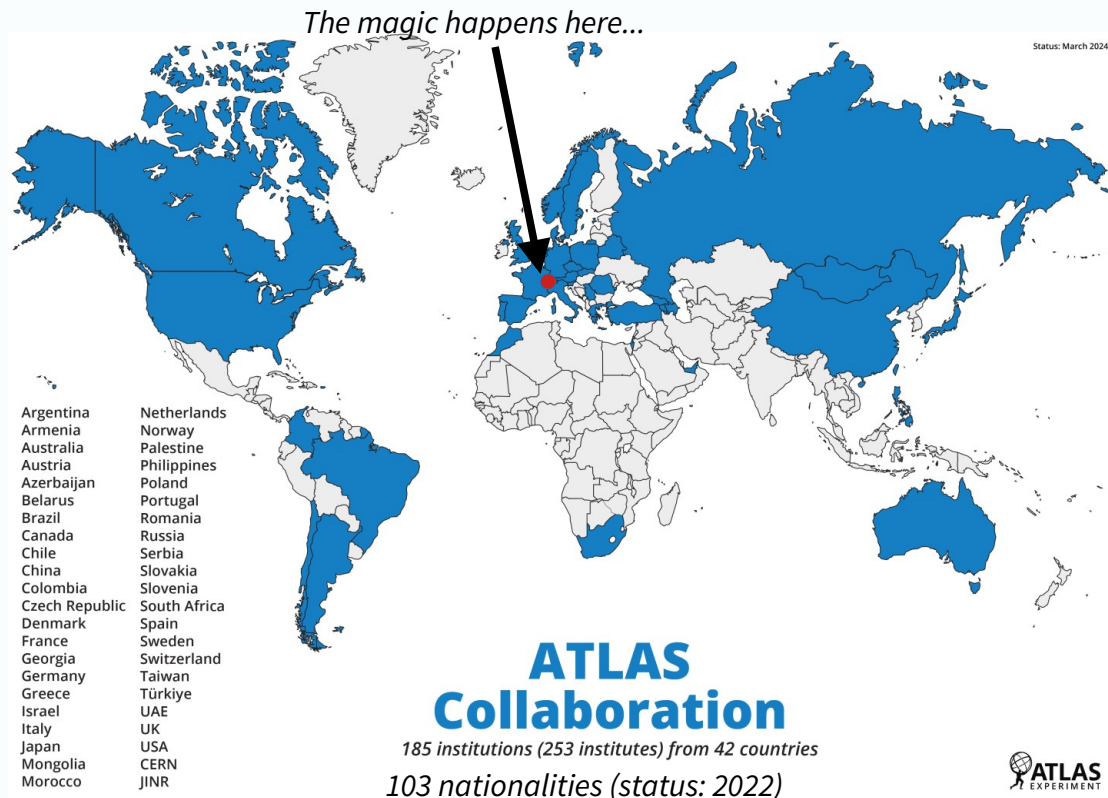 The magic happens here...
Status: March 2024
Argentina
Armenia
Australia
Austria
Azerbaijan
Belarus
Brazil
Canada
Chile
China
Colombia
Czech Republic
Denmark
France
Georgia
Germany
Greece
Israel
Italy
Japan
Mongolia
Morocco
Netherlands
Norway
Palestine
Philippines
Poland
Portugal
Romania
Russia
Serbia
Slovakia
Slovenia
South Africa
Spain
Sweden
Switzerland
Taiwan
Türkiye
UAE
UK
USA
CERN
JINR
ATLAS
Collaboration
185 institutions (253 institutes) from 42 countries
103 nationalities (status: 2022)
ATLAS
EXPERIMENT